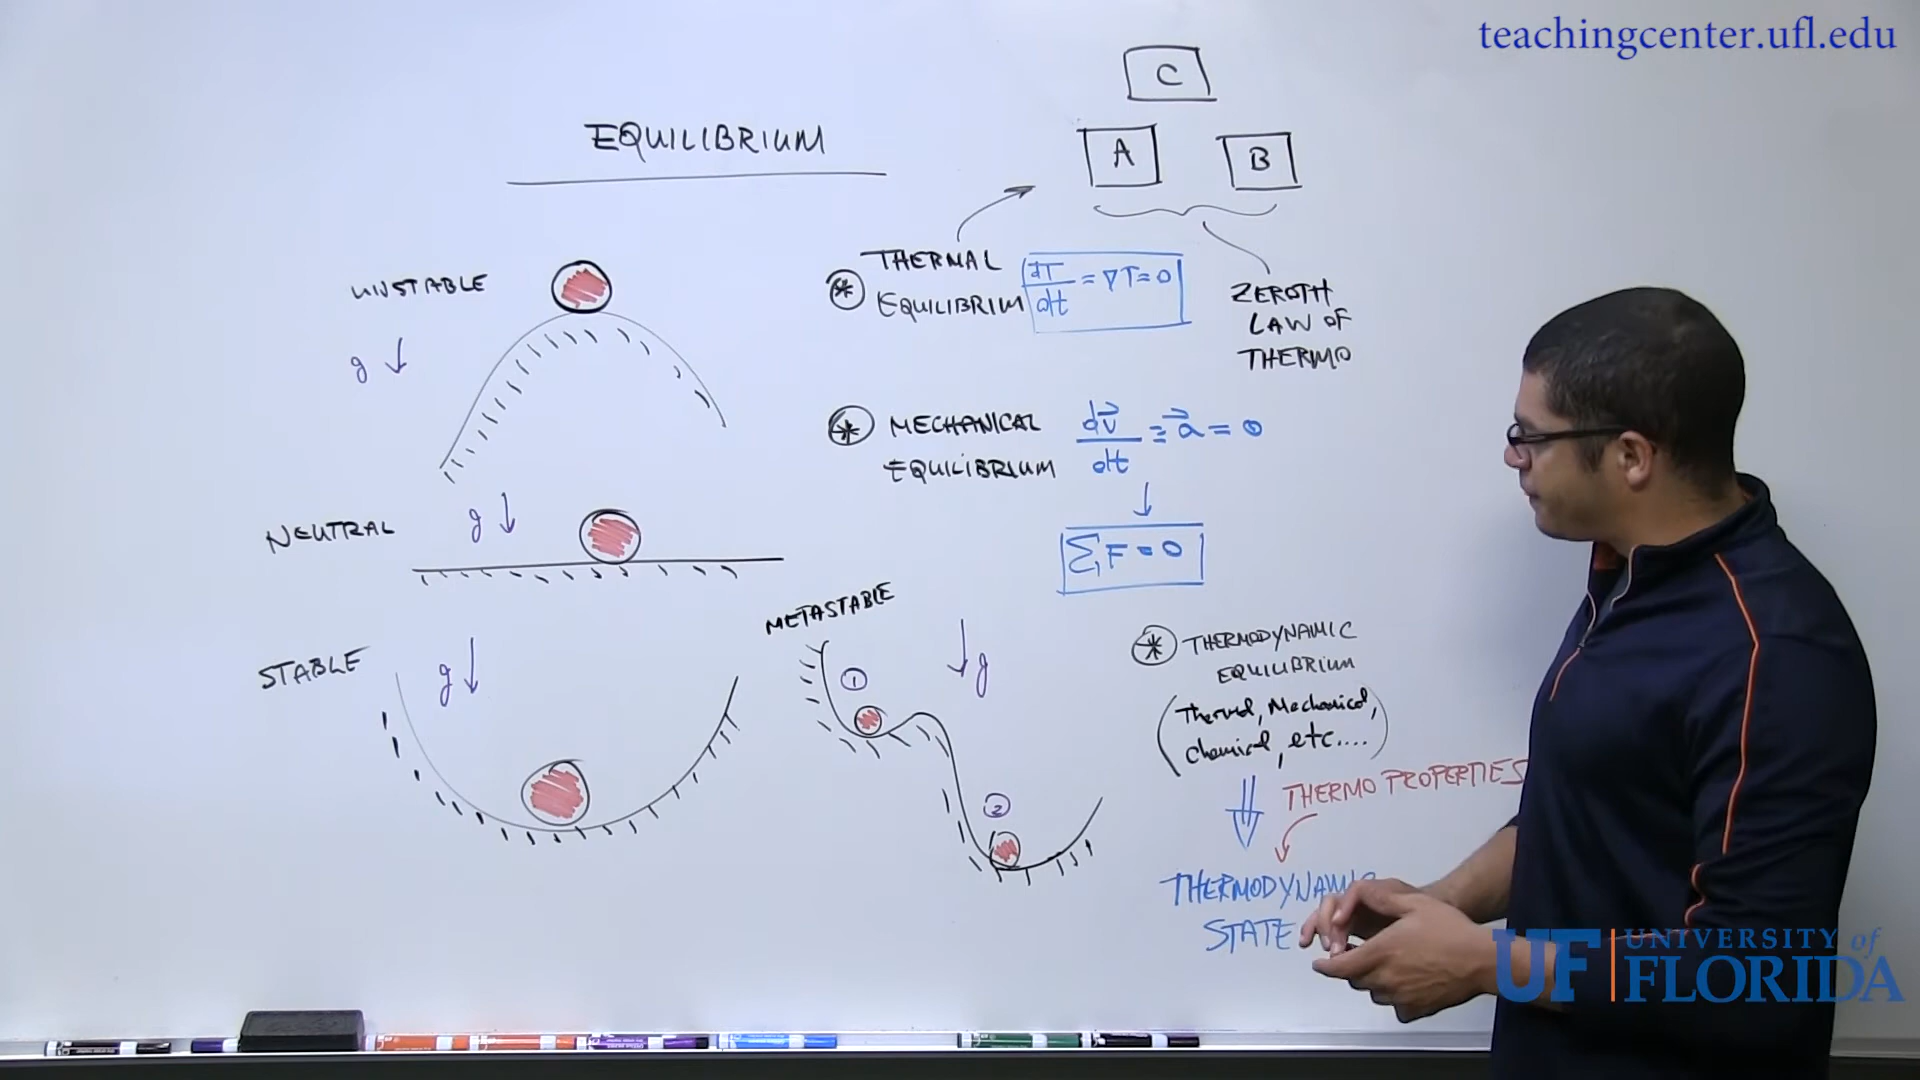 teachingcenter.ufl.edu
EQUILIBRIUM
C
A
B
UNSTABLE
g
THERMAL
EQUILIBRIUM
dT/dt = ∇T = 0
ZEROTH
LAW OF
THERMO
MECHANICAL
EQUILIBRIUM
dv⃗/dt ≡ a⃗ = 0
ΣF = 0
NEUTRAL
g
STABLE
g
METASTABLE
1
g
2
THERMODYNAMIC
EQUILIBRIUM
(Thermal, Mechanical,
Chemical, etc....)
THERMO PROPERTIES
THERMODYNAMIC
STATE
UF UNIVERSITY of
FLORIDA